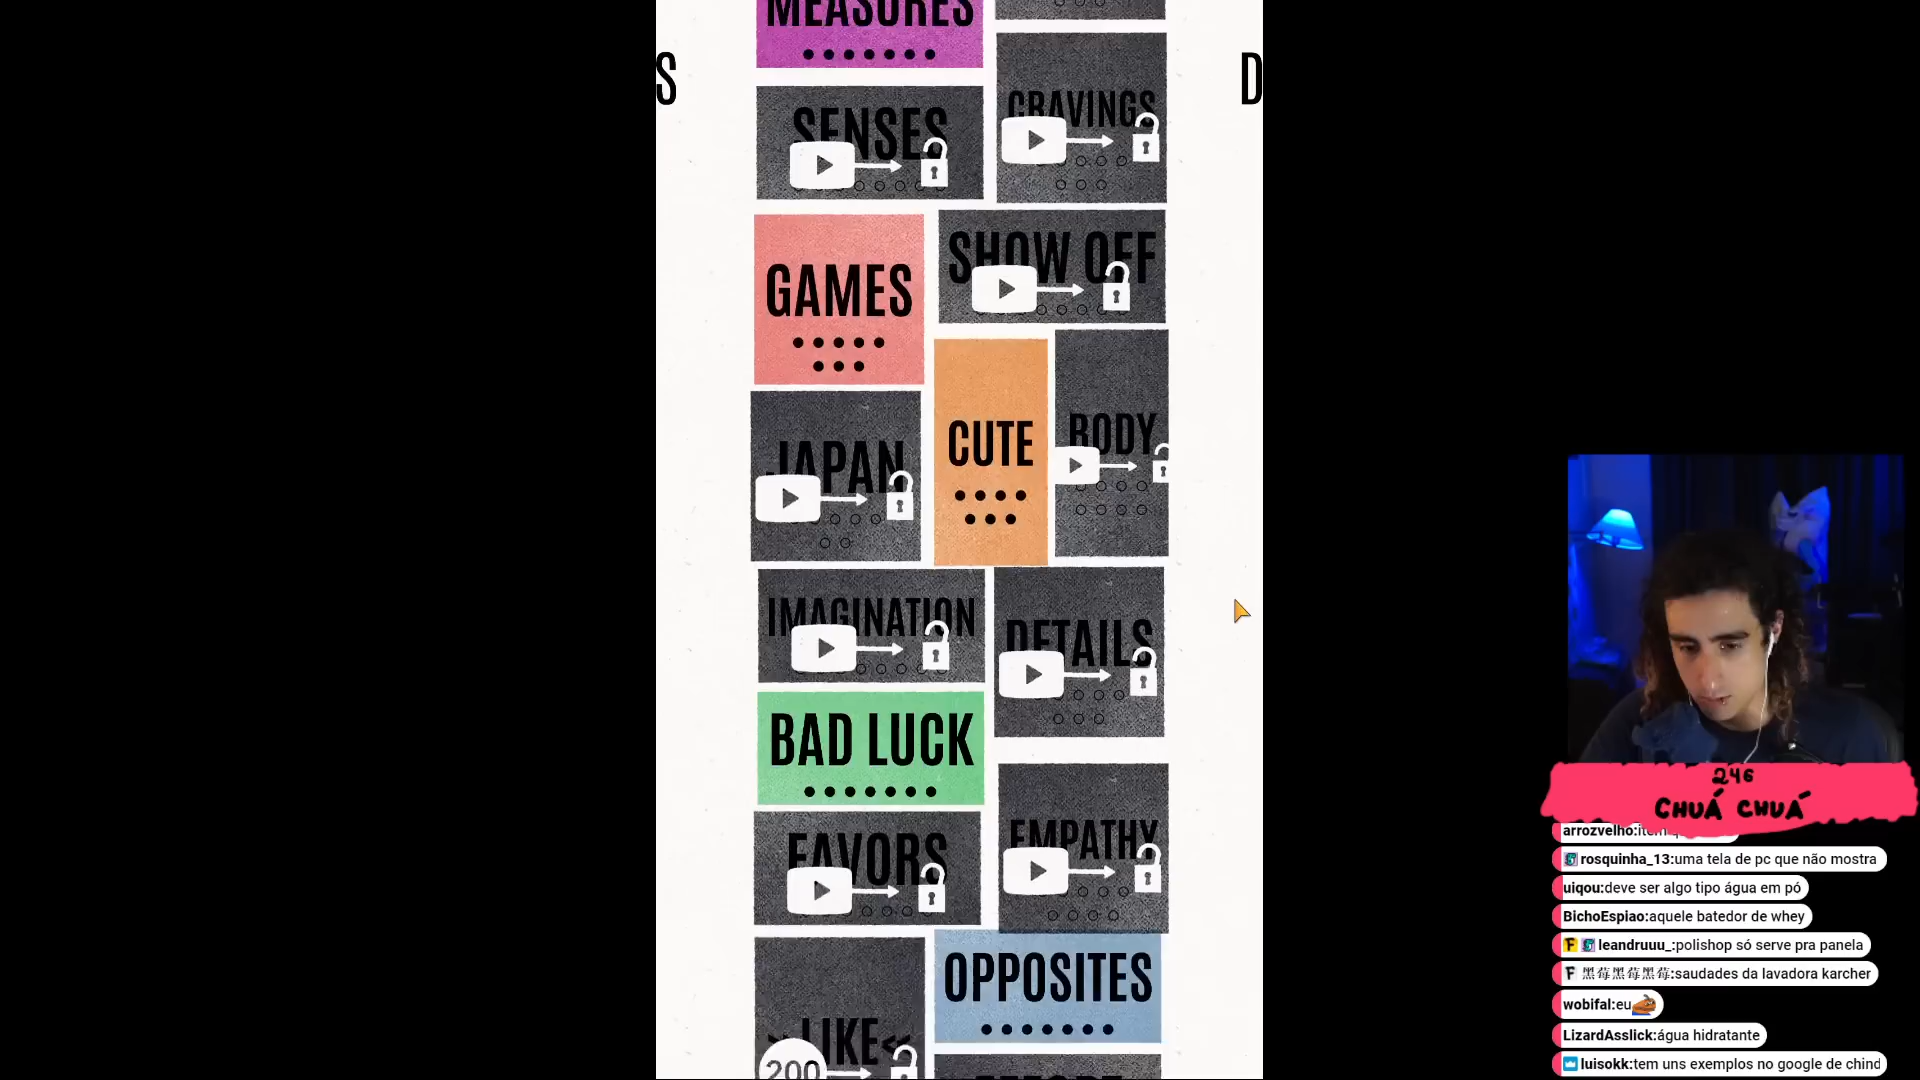 MEASURES
S
D
SENSES
CRAVINGS
GAMES
SHOW OFF
CUTE
BODY
JAPAN
IMAGINATION
DETAILS
BAD LUCK
FAVORS
EMPATHY
OPPOSITES
>LIKE<
200
246
CHUÁ CHUÁ
arrozvelho:
rosquinha_13:uma tela de pc que não mostra
uiqou:deve ser algo tipo água em pó
BichoEspiao:aquele batedor de whey
leandruuu_:polishop só serve pra panela
黑莓黑莓黑莓:saudades da lavadora karcher
wobifal:eu
LizardAsslick:água hidratante
luisokk:tem uns exemplos no google de chind